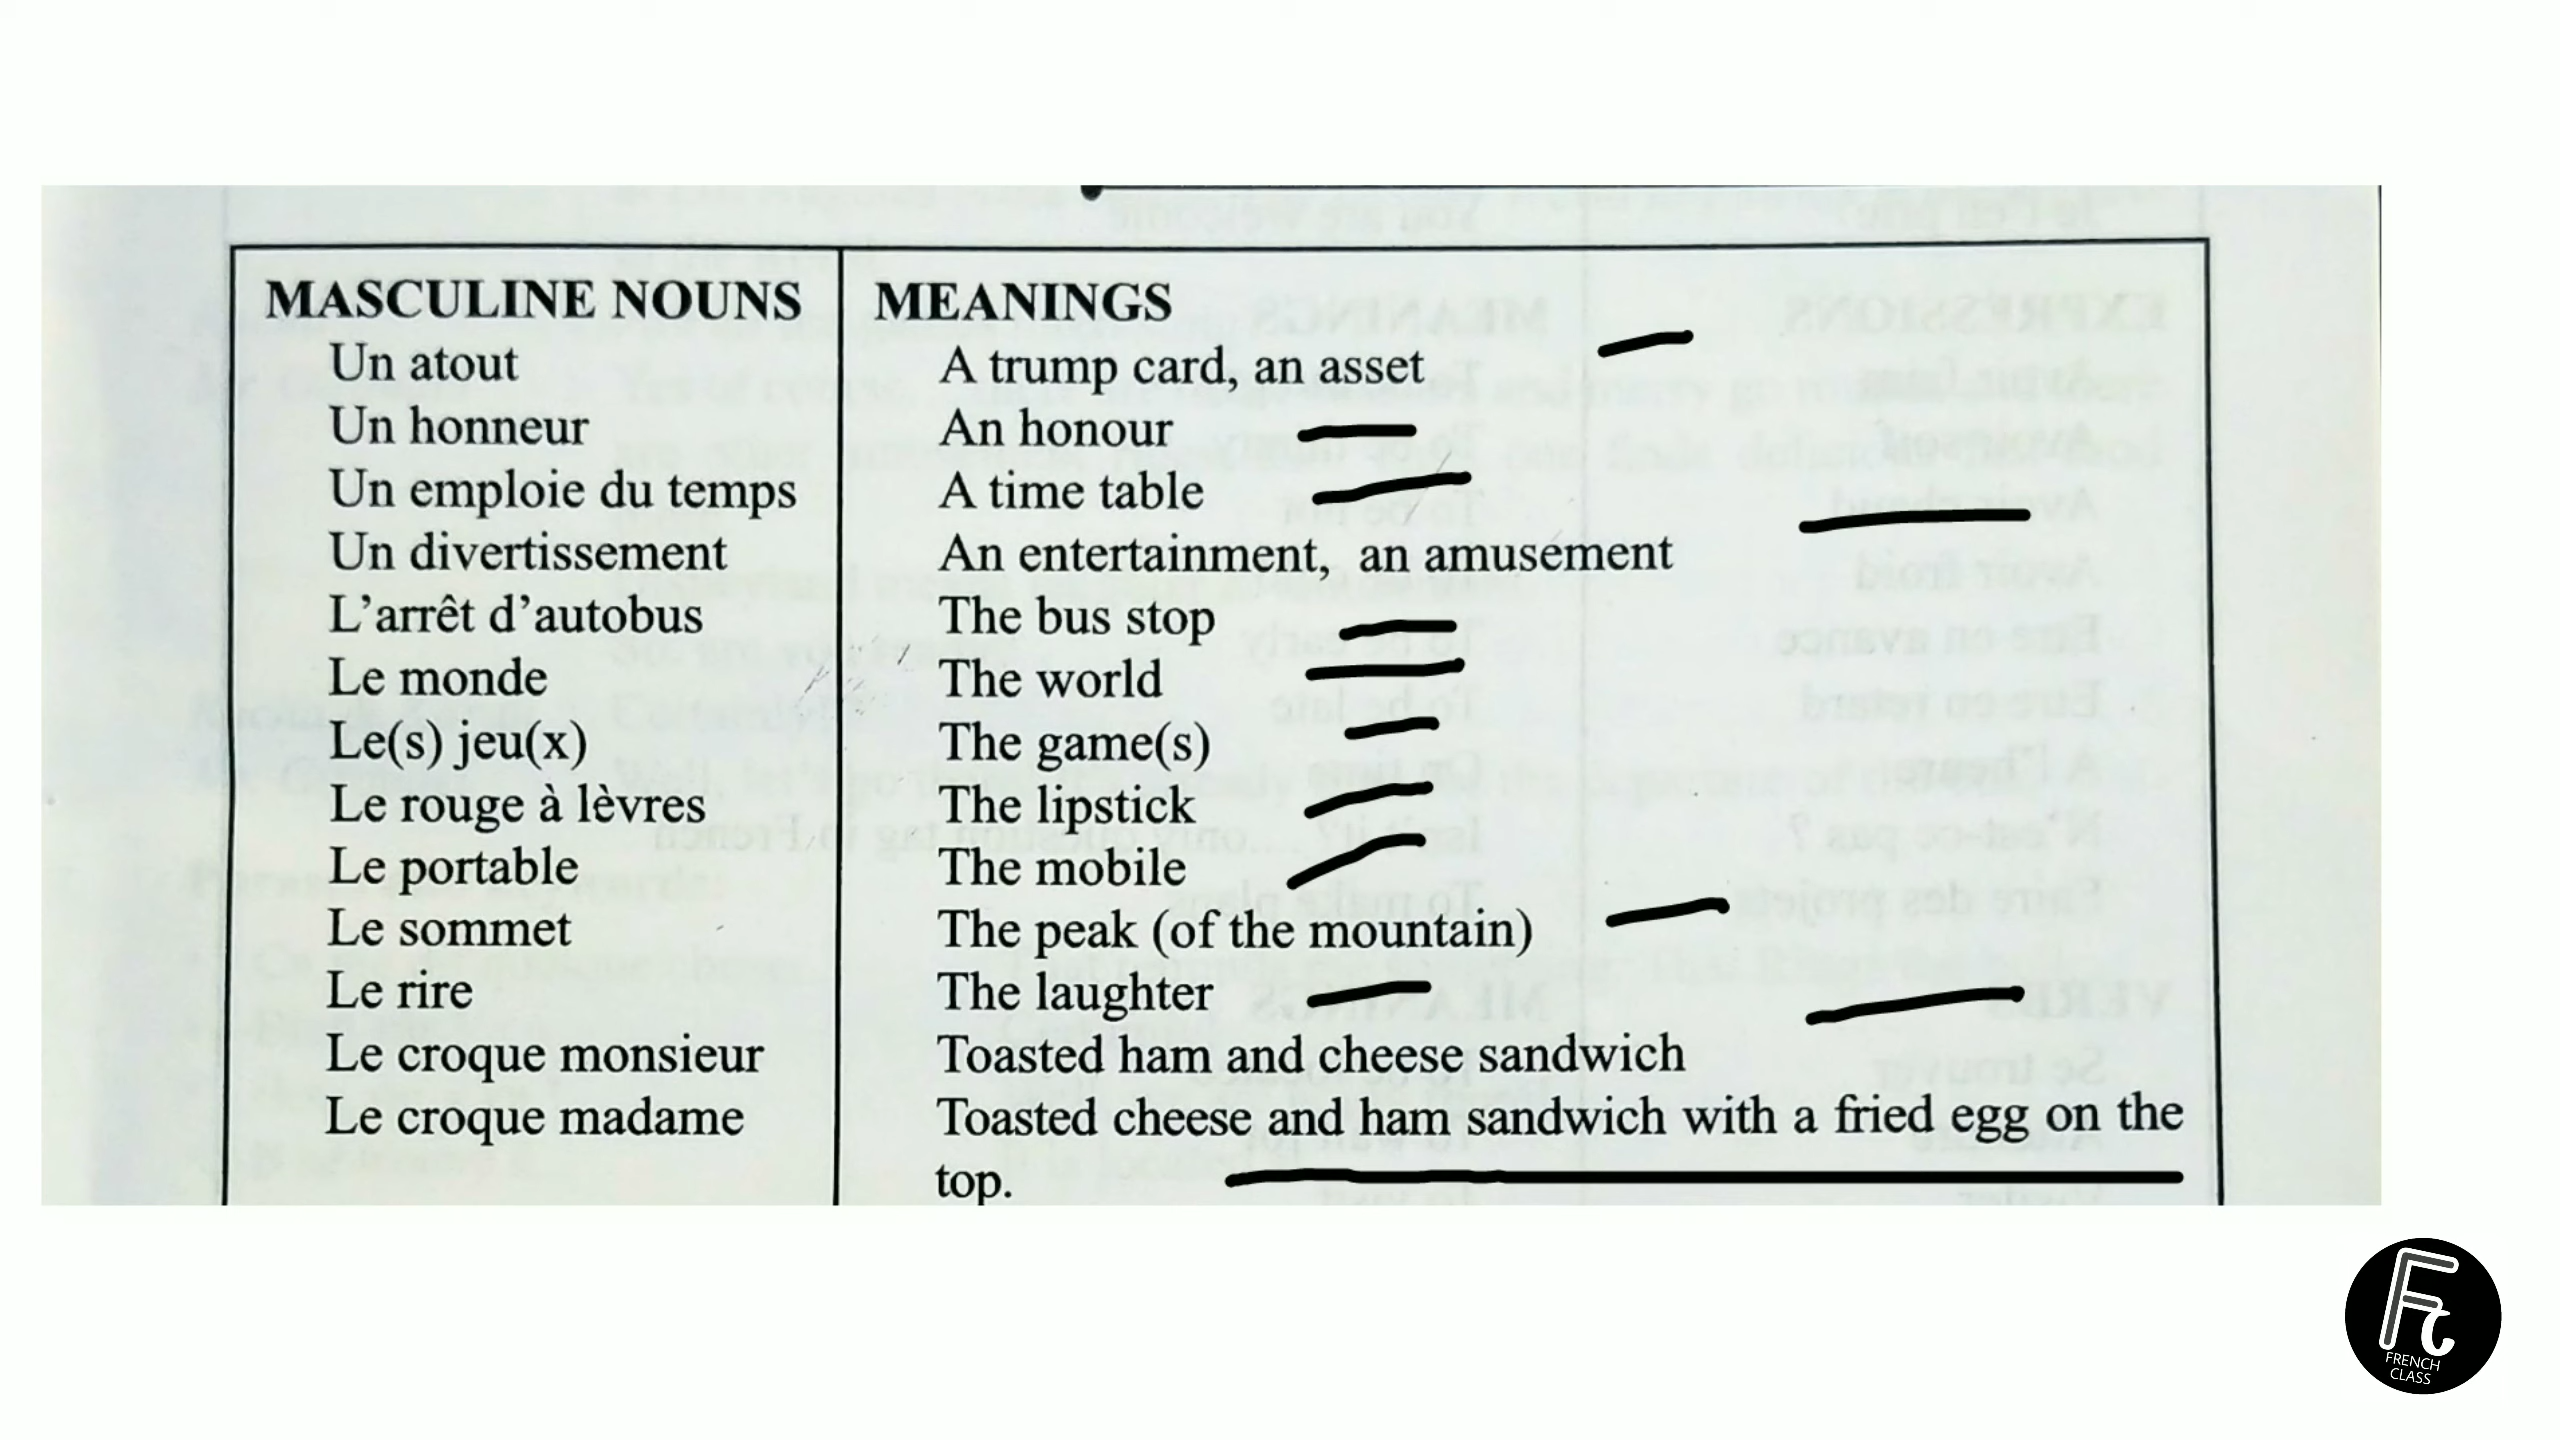 MASCULINE NOUNS MEANINGS
Un atout A trump card, an asset
Un honneur An honour
Un emploie du temps A time table
Un divertissement An entertainment, an amusement
L'arrêt d'autobus The bus stop
Le monde The world
Le(s) jeu(x) The game(s)
Le rouge à lèvres The lipstick
Le portable The mobile
Le sommet The peak (of the mountain)
Le rire The laughter
Le croque monsieur Toasted ham and cheese sandwich
Le croque madame Toasted cheese and ham sandwich with a fried egg on the
top.
Fc
FRENCH
CLASS